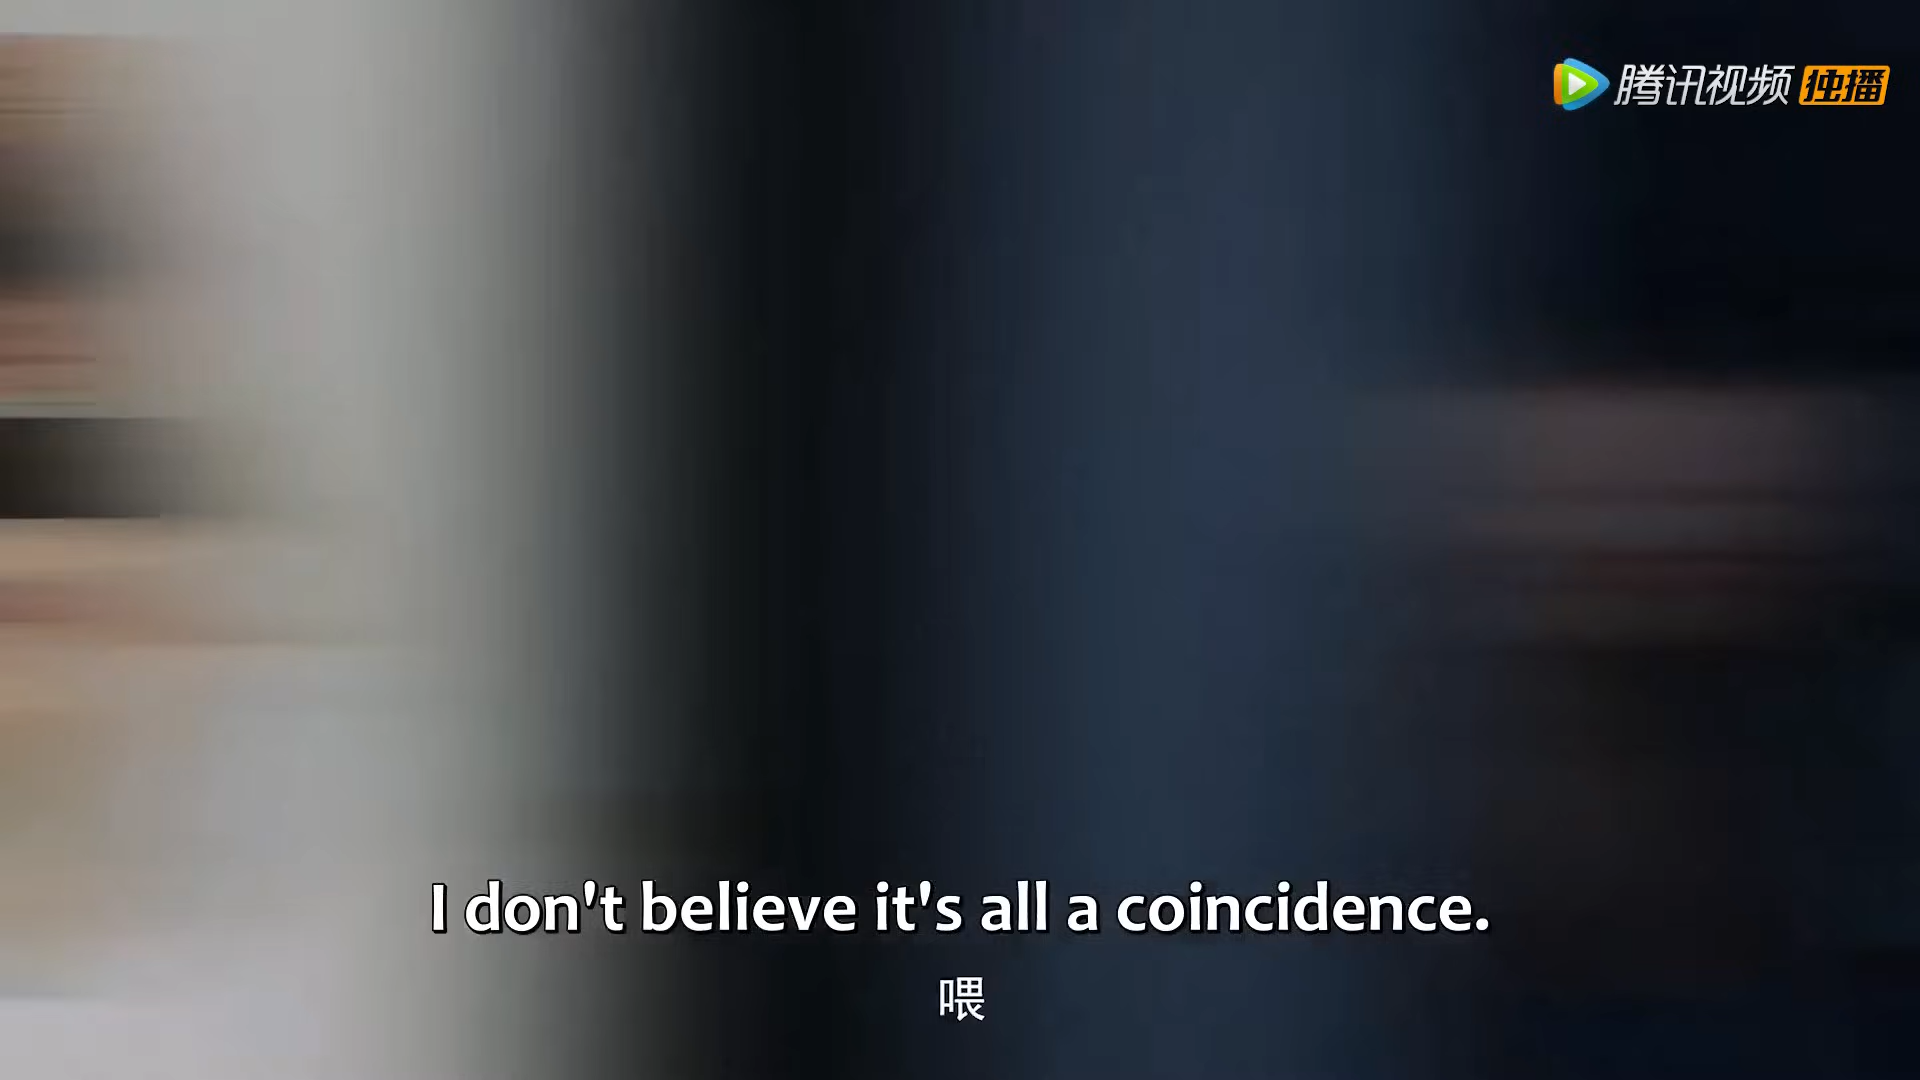 腾讯视频 独播
I don't believe it's all a coincidence.
喂